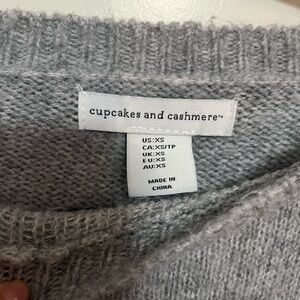 cupcakes and cashmere™
US:XS
CA:XS/TP
UK:XS
EU:XS
AU:XS
MADE IN
CHINA